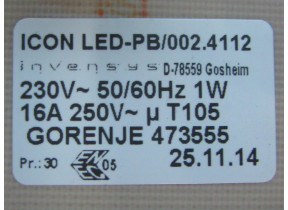 ICON LED-PB/002.4112
invensys D-78559 Gosheim
230V~ 50/60Hz 1W
16A 250V~ µ T105
GORENJE 473555
Pr.: 30 05 25.11.14